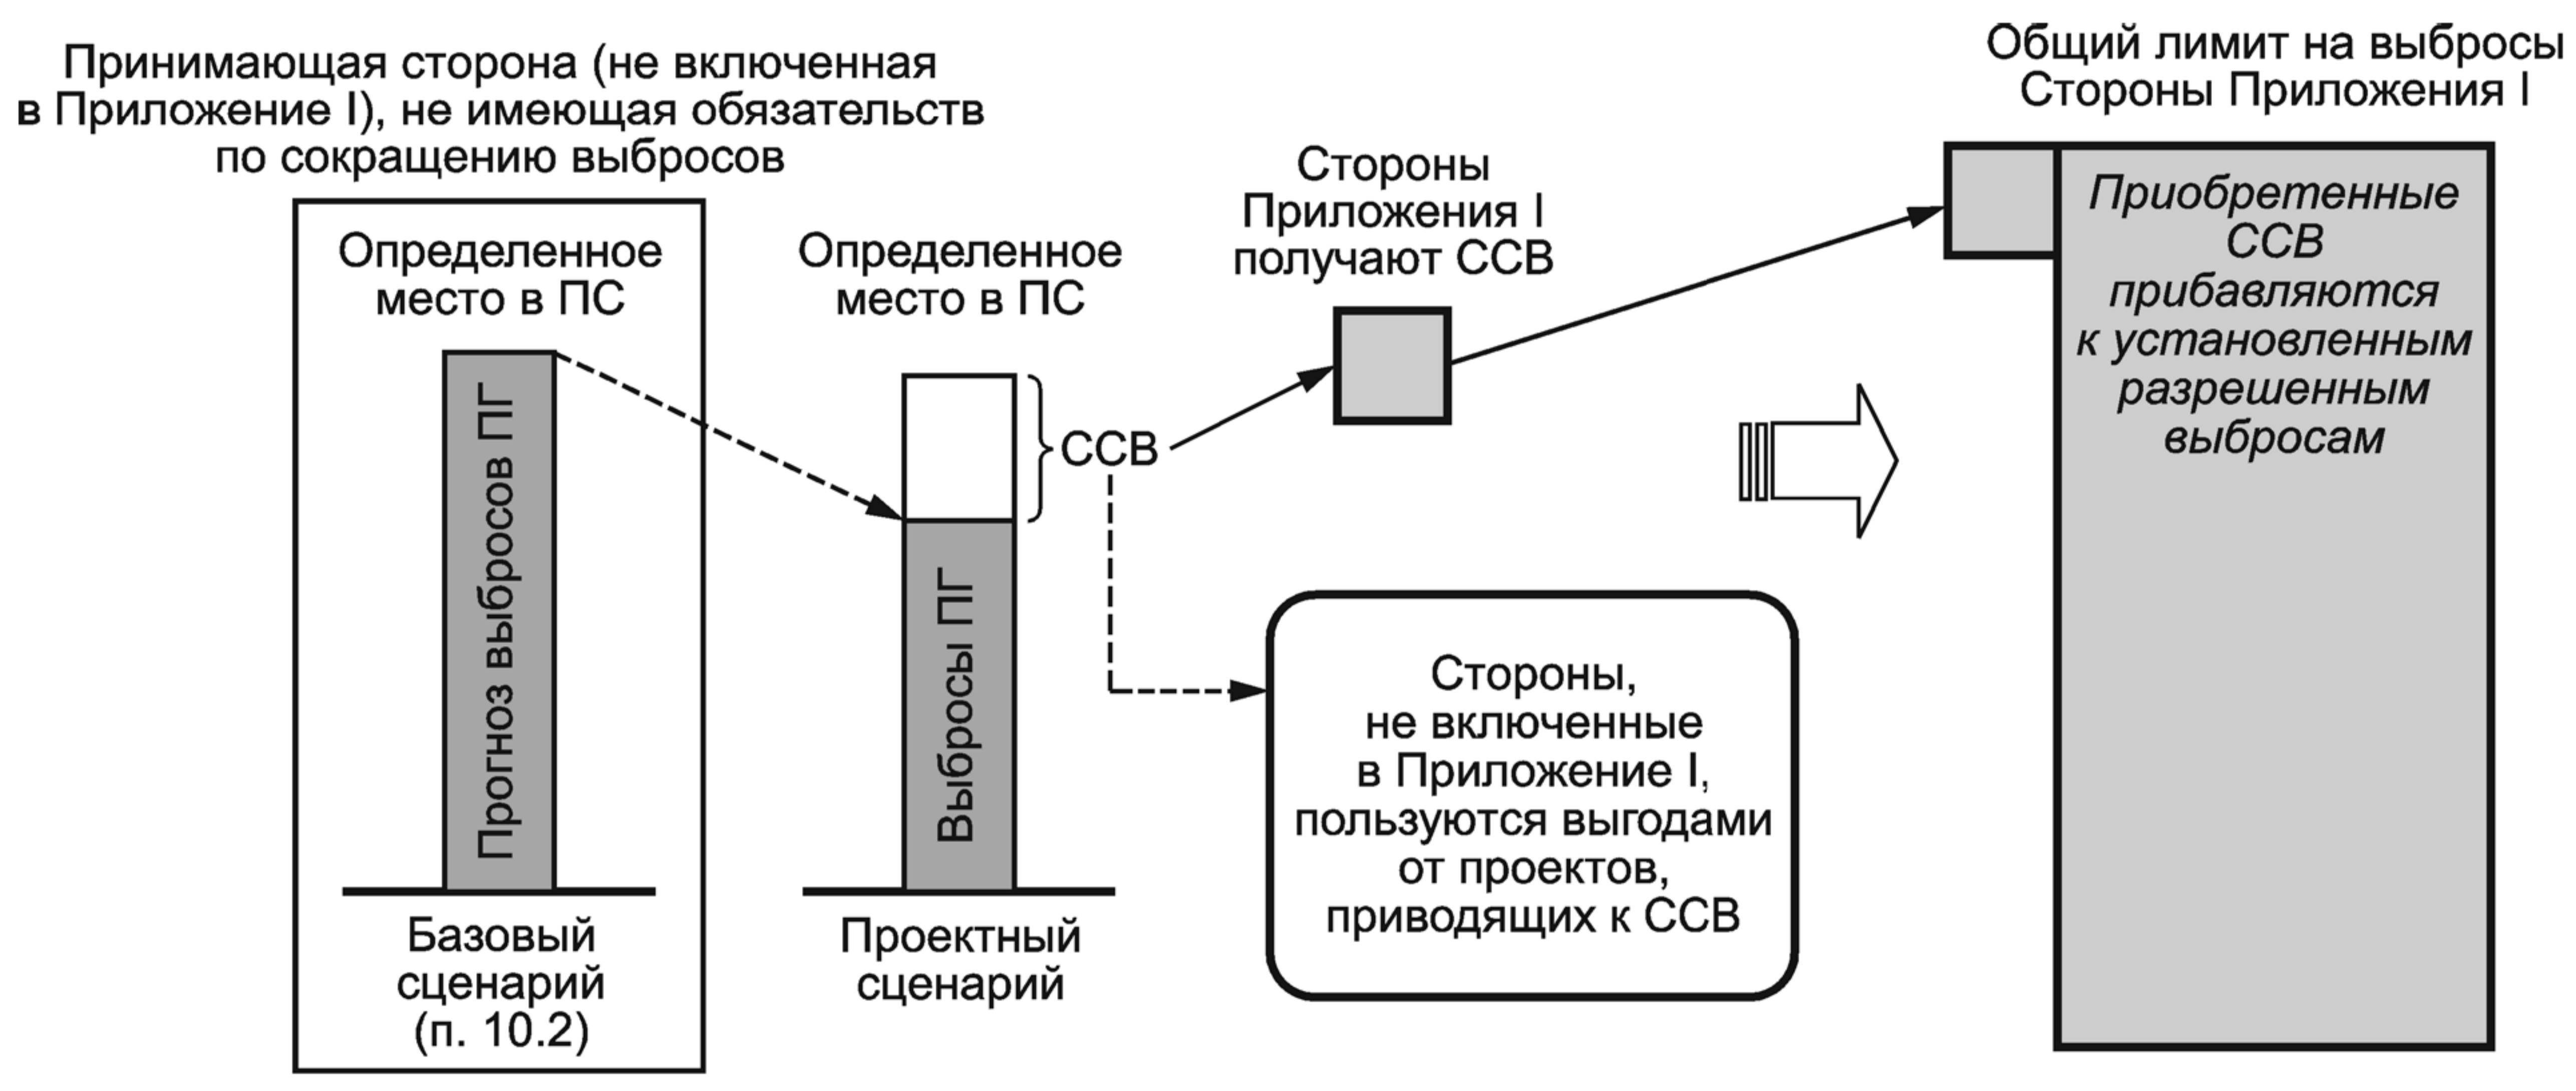 Принимающая сторона (не включенная
в Приложение I), не имеющая обязательств
по сокращению выбросов
Определенное
место в ПС
Прогноз выбросов ПГ
Базовый
сценарий
(п. 10.2)
Определенное
место в ПС
Выбросы ПГ
Проектный
сценарий
ССВ
Стороны
Приложения I
получают ССВ
Стороны,
не включенные
в Приложение I,
пользуются выгодами
от проектов,
приводящих к ССВ
Общий лимит на выбросы
Стороны Приложения I
Приобретенные
ССВ
прибавляются
к установленным
разрешенным
выбросам